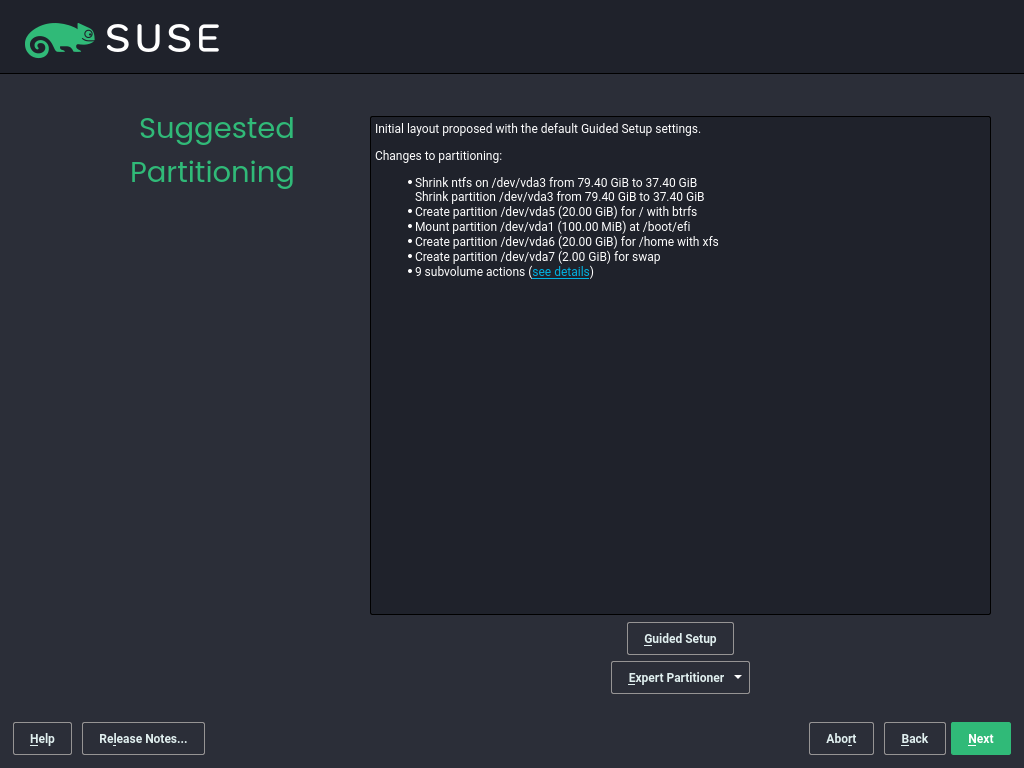 SUSE
Suggested
Partitioning
Initial layout proposed with the default Guided Setup settings.
Changes to partitioning:
• Shrink ntfs on /dev/vda3 from 79.40 GiB to 37.40 GiB
Shrink partition /dev/vda3 from 79.40 GiB to 37.40 GiB
• Create partition /dev/vda5 (20.00 GiB) for / with btrfs
• Mount partition /dev/vda1 (100.00 MiB) at /boot/efi
• Create partition /dev/vda6 (20.00 GiB) for /home with xfs
• Create partition /dev/vda7 (2.00 GiB) for swap
• 9 subvolume actions (see details)
Guided Setup
Expert Partitioner
Help
Release Notes...
Abort
Back
Next